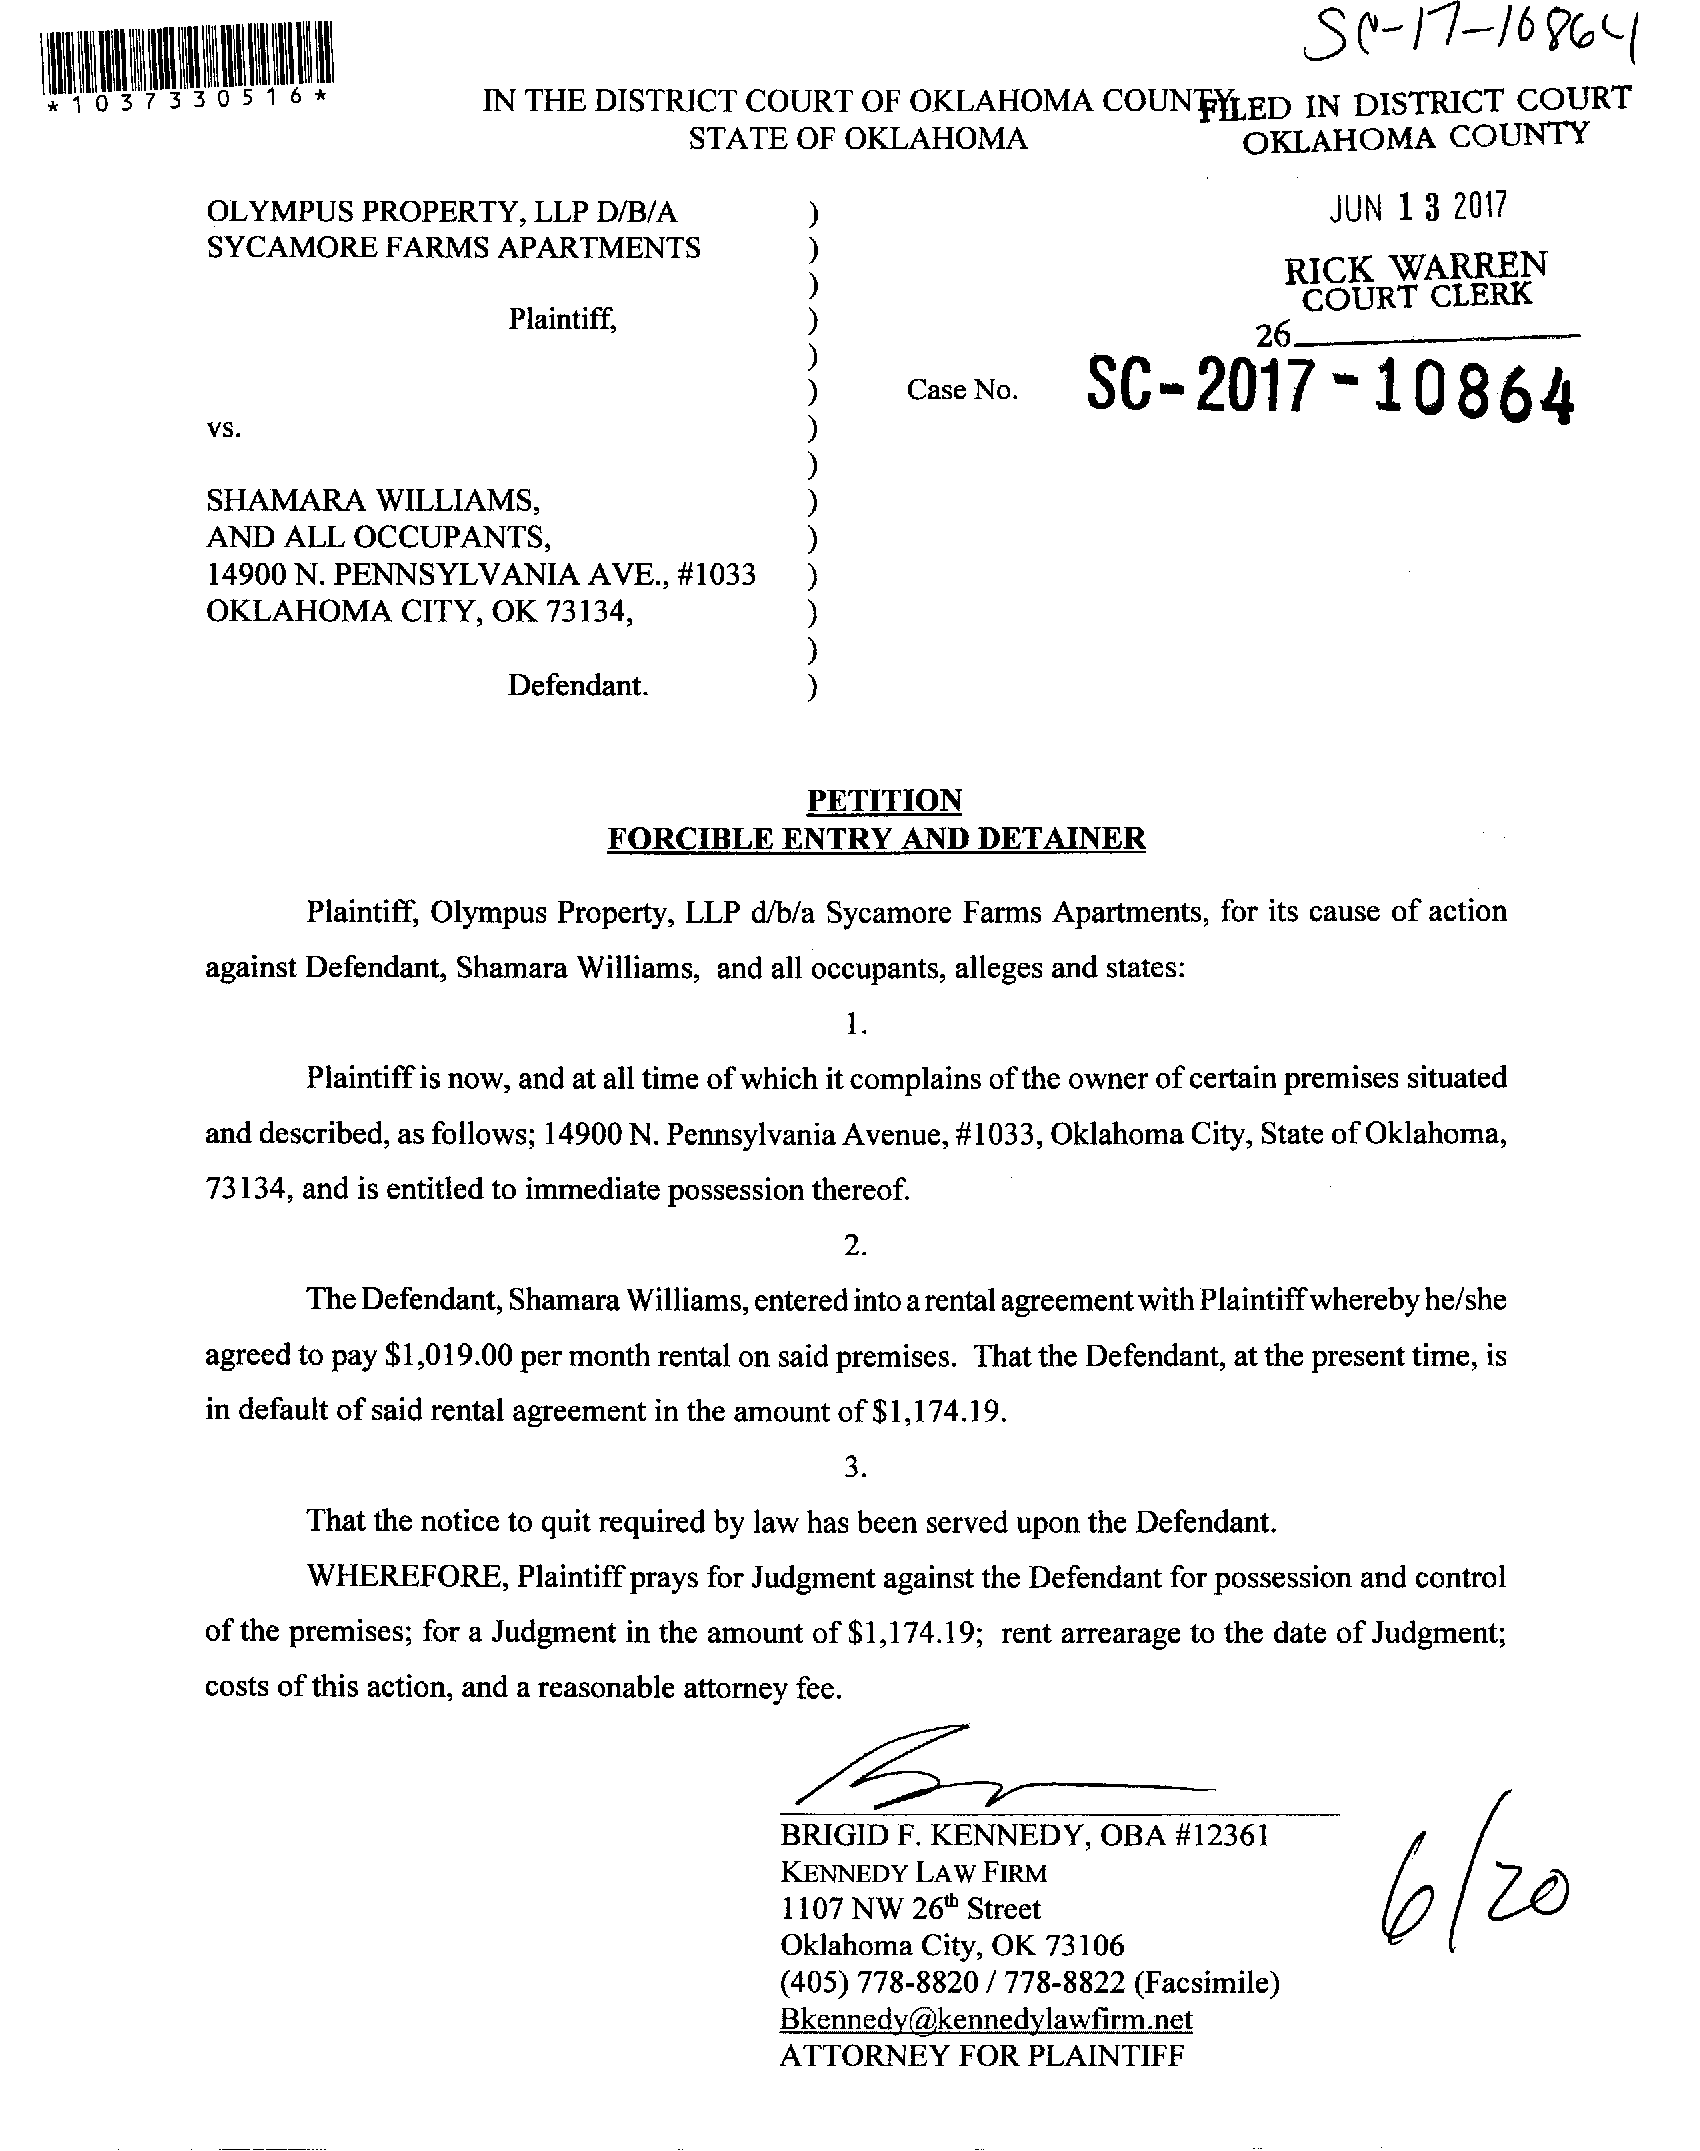 SC-17-10864
*1037330516*
IN THE DISTRICT COURT OF OKLAHOMA COUNTY
STATE OF OKLAHOMA
FILED IN DISTRICT COURT
OKLAHOMA COUNTY
JUN 13 2017
RICK WARREN
COURT CLERK
26
OLYMPUS PROPERTY, LLP D/B/A )
SYCAMORE FARMS APARTMENTS )
)
Plaintiff, )
)
) Case No. SC-2017-10864
vs. )
)
SHAMARA WILLIAMS, )
AND ALL OCCUPANTS, )
14900 N. PENNSYLVANIA AVE., #1033 )
OKLAHOMA CITY, OK 73134, )
)
Defendant. )
PETITION
FORCIBLE ENTRY AND DETAINER
Plaintiff, Olympus Property, LLP d/b/a Sycamore Farms Apartments, for its cause of action
against Defendant, Shamara Williams, and all occupants, alleges and states:
1.
Plaintiff is now, and at all time of which it complains of the owner of certain premises situated
and described, as follows; 14900 N. Pennsylvania Avenue, #1033, Oklahoma City, State of Oklahoma,
73134, and is entitled to immediate possession thereof.
2.
The Defendant, Shamara Williams, entered into a rental agreement with Plaintiff whereby he/she
agreed to pay $1,019.00 per month rental on said premises. That the Defendant, at the present time, is
in default of said rental agreement in the amount of $1,174.19.
3.
That the notice to quit required by law has been served upon the Defendant.
WHEREFORE, Plaintiff prays for Judgment against the Defendant for possession and control
of the premises; for a Judgment in the amount of $1,174.19; rent arrearage to the date of Judgment;
costs of this action, and a reasonable attorney fee.
BRIGID F. KENNEDY, OBA #12361
KENNEDY LAW FIRM
1107 NW 26th Street
Oklahoma City, OK 73106
(405) 778-8820 / 778-8822 (Facsimile)
Bkennedy@kennedylawfirm.net
ATTORNEY FOR PLAINTIFF
6/20